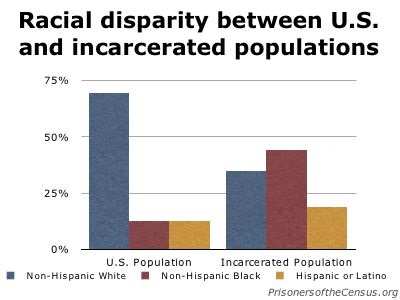 Racial disparity between U.S.
and incarcerated populations
75%
50%
25%
0%
U.S. Population Incarcerated Population
Non-Hispanic White Non-Hispanic Black Hispanic or Latino
PrisonersoftheCensus.org